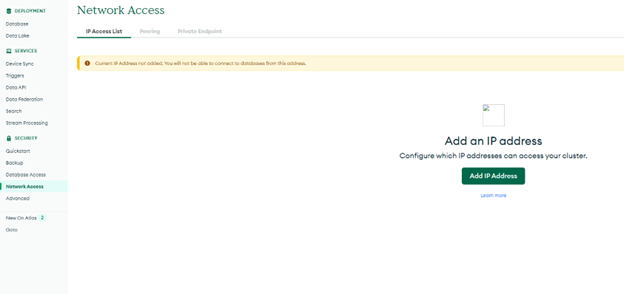 Network Access
DEPLOYMENT
Database
Data Lake
SERVICES
Device Sync
Triggers
Data API
Data Federation
Search
Stream Processing
SECURITY
Quickstart
Backup
Database Access
Network Access
Advanced
New On Atlas 2
Goto
IP Access List Peering Private Endpoint
Current IP Address not added. You will not be able to connect to databases from this address.
Add an IP address
Configure which IP addresses can access your cluster.
Add IP Address
Learn more